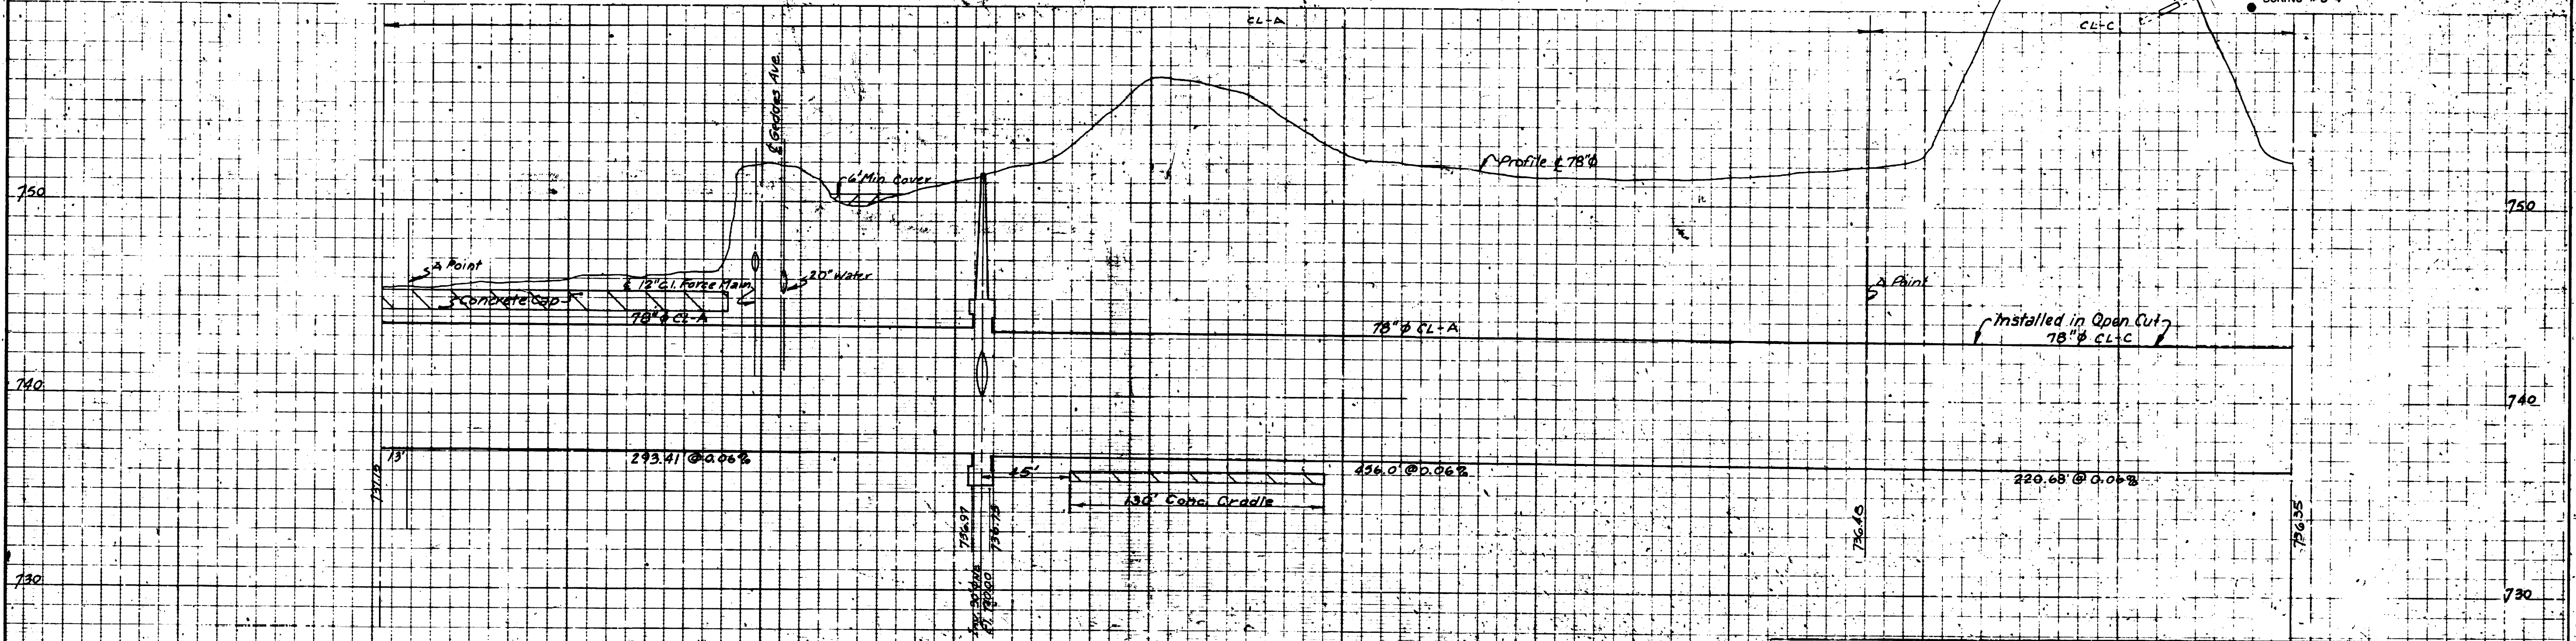 CL-A
CL-C
℄ Geddes Ave.
750
6' Min Cover
Profile ℄ 78"ϕ
750
Δ Point
12" C.I. Force Main
20" Water
Concrete Cap
78"ϕ CL-A
78"ϕ CL-A
Δ Point
Installed in Open Cut
78"ϕ CL-C
740
740
13'
293.41 @ 0.06%
15'
456.0' @ 0.06%
220.68' @ 0.06%
130' Conc. Cradle
737.15
736.97
736.75
736.48
736.35
730
730